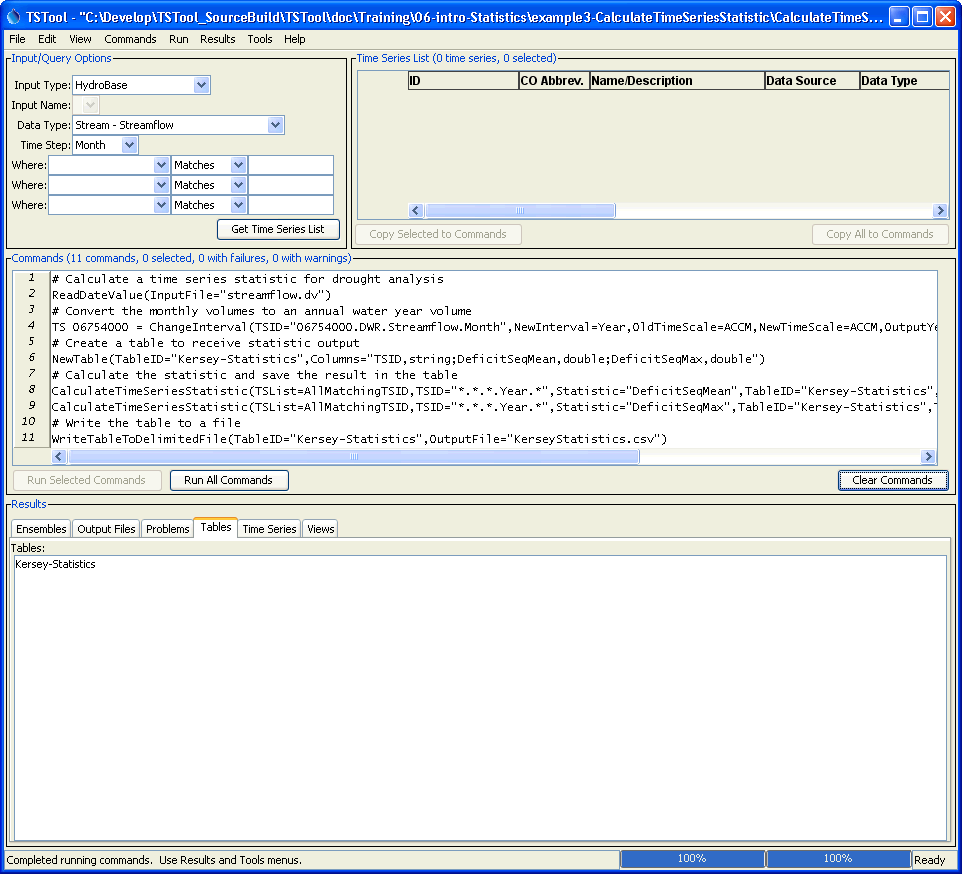 TSTool - "C:\Develop\TSTool_SourceBuild\TSTool\doc\Training\06-intro-Statistics\example3-CalculateTimeSeriesStatistic\CalculateTimeS...
File Edit View Commands Run Results Tools Help
Input/Query Options
Input Type: HydroBase
Input Name:
Data Type: Stream - Streamflow
Time Step: Month
Where: Matches
Where: Matches
Where: Matches
Get Time Series List
Time Series List (0 time series, 0 selected)
ID CO Abbrev. Name/Description Data Source Data Type
Copy Selected to Commands Copy All to Commands
Commands (11 commands, 0 selected, 0 with failures, 0 with warnings)
1 # Calculate a time series statistic for drought analysis
2 ReadDateValue(InputFile="streamflow.dv")
3 # Convert the monthly volumes to an annual water year volume
4 TS 06754000 = ChangeInterval(TSID="06754000.DWR.Streamflow.Month",NewInterval=Year,OldTimeScale=ACCM,NewTimeScale=ACCM,OutputYe
5 # Create a table to receive statistic output
6 NewTable(TableID="Kersey-Statistics",Columns="TSID,string;DeficitSeqMean,double;DeficitSeqMax,double")
7 # Calculate the statistic and save the result in the table
8 CalculateTimeSeriesStatistic(TSList=AllMatchingTSID,TSID="*.*.*.Year.*",Statistic="DeficitSeqMean",TableID="Kersey-Statistics",
9 CalculateTimeSeriesStatistic(TSList=AllMatchingTSID,TSID="*.*.*.Year.*",Statistic="DeficitSeqMax",TableID="Kersey-Statistics",T
10 # Write the table to a file
11 WriteTableToDelimitedFile(TableID="Kersey-Statistics",OutputFile="KerseyStatistics.csv")
Run Selected Commands Run All Commands Clear Commands
Results
Ensembles Output Files Problems Tables Time Series Views
Tables:
Kersey-Statistics
Completed running commands. Use Results and Tools menus. 100% 100% Ready